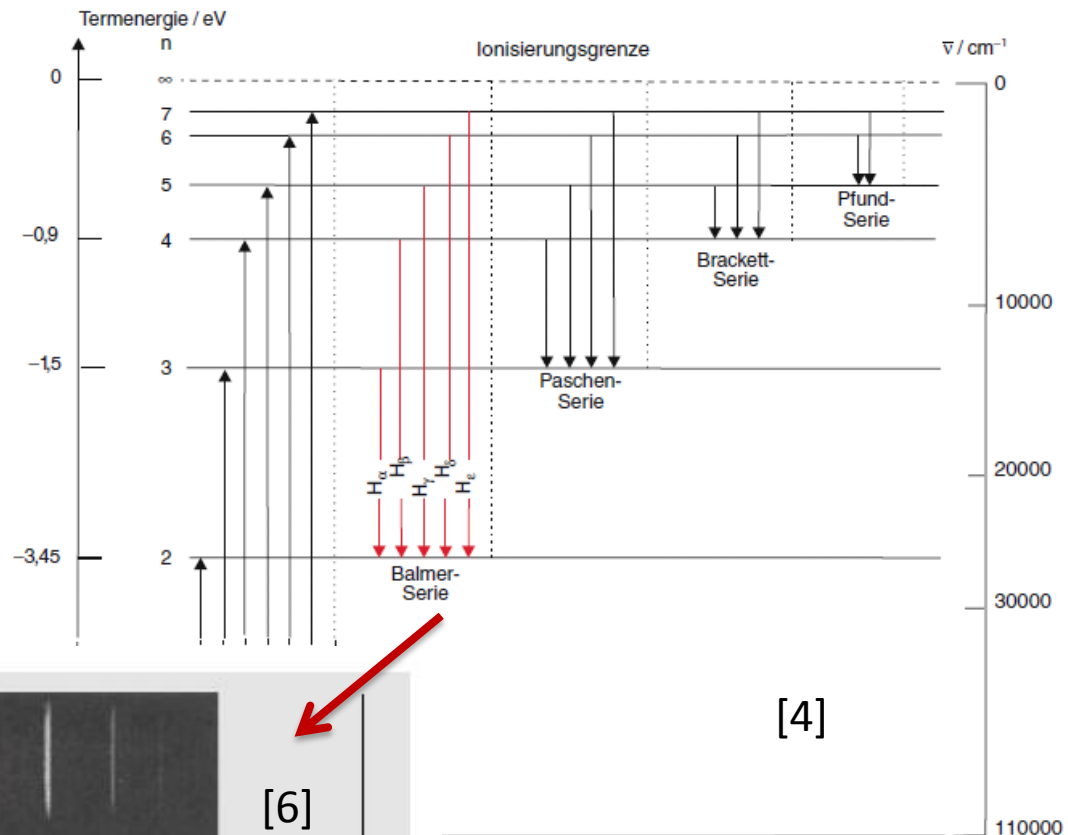 Termenergie / eV
n
Ionisierungsgrenze
ν̅ / cm⁻¹
0
∞
0
7
6
5
Pfund-
Serie
–0,9
4
Brackett-
Serie
10000
–1,5
3
Paschen-
Serie
Hα
Hβ
Hγ
Hδ
Hε
20000
–3,45
2
Balmer-
Serie
30000
[4]
[6]
110000